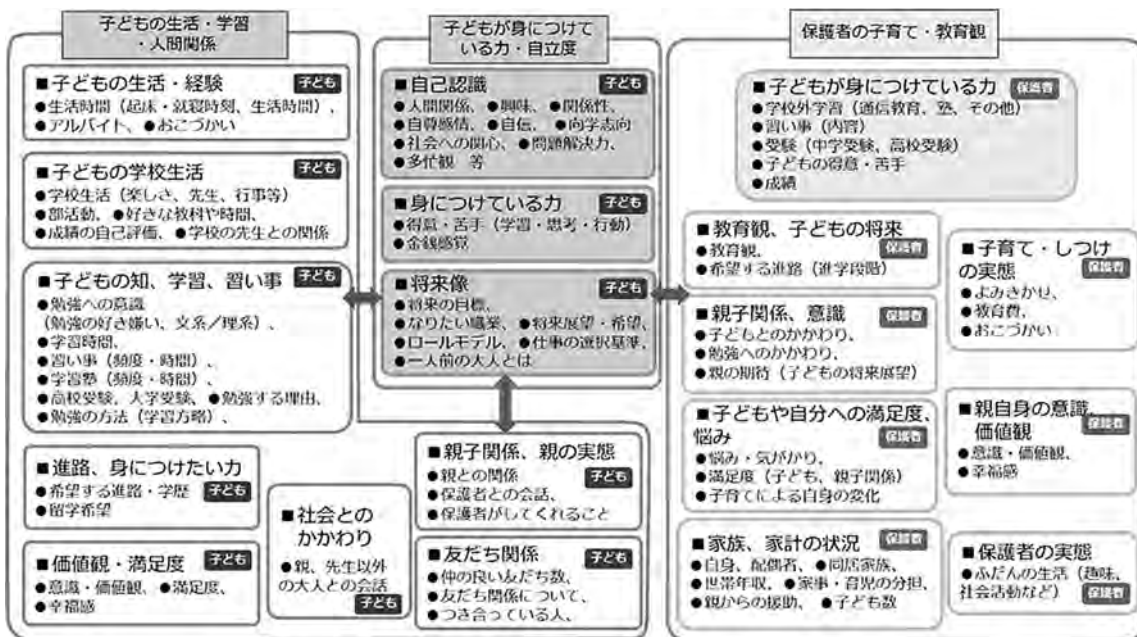 子どもの生活・学習
・人間関係
■子どもの生活・経験 子ども
●生活時間（起床・就寝時刻、生活時間）、
●アルバイト、●おこづかい
■子どもの学校生活 子ども
●学校生活（楽しさ、先生、行事等）
●部活動、●好きな教科や時間、
●成績の自己評価、●学校の先生との関係
■子どもの知、学習、習い事 子ども
●勉強への意識
（勉強の好き嫌い、文系／理系）、
●学習時間、
●習い事（頻度・時間）、
●学習塾（頻度・時間）、
●高校受験、大学受験、●勉強する理由、
●勉強の方法（学習方略）、
■進路、身につけたい力
●希望する進路・学歴 子ども
●留学希望
■価値観・満足度 子ども
●意識・価値観、●満足度、
●幸福感
■社会との
かかわり
●親、先生以外
の大人との会話
子ども
■親子関係、親の実態
●親との関係 子ども
●保護者との会話、
●保護者がしてくれること
■友だち関係 子ども
●仲の良い友だち数、
●友だち関係について、
●つき合っている人、
子どもが身につけて
いる力・自立度
■自己認識 子ども
●人間関係、●興味、●関係性、
●自尊感情、●自伝、●向学志向
●社会への関心、●問題解決力、
●多忙観 等
■身につけている力 子ども
●得意・苦手（学習・思考・行動）
●金銭感覚
■将来像 子ども
●将来の目標、
●なりたい職業、●将来展望・希望、
●ロールモデル、●仕事の選択基準、
●一人前の大人とは
保護者の子育て・教育観
■子どもが身につけている力 保護者
●学校外学習（通信教育、塾、その他）
●習い事（内容）
●受験（中学受験、高校受験）
●子どもの得意・苦手
●成績
■教育観、子どもの将来
●教育観、 保護者
●希望する進路（進学段階）
■親子関係、意識
●子どもとのかかわり、 保護者
●勉強へのかかわり、
●親の期待（子どもの将来展望）
■子どもや自分への満足度、
悩み 保護者
●悩み・気がかり、
●満足度（子ども、親子関係）
●子育てによる自身の変化
■家族、家計の状況 保護者
●自身、配偶者、●同居家族、
●世帯年収、●家事・育児の分担、
●親からの援助、●子ども数
■子育て・しつけ
の実態 保護者
●よみきかせ、
●教育費、
●おこづかい
■親自身の意識、
価値観 保護者
●意識・価値観、
●幸福感
■保護者の実態
●ふだんの生活（趣味、
社会活動など） 保護者